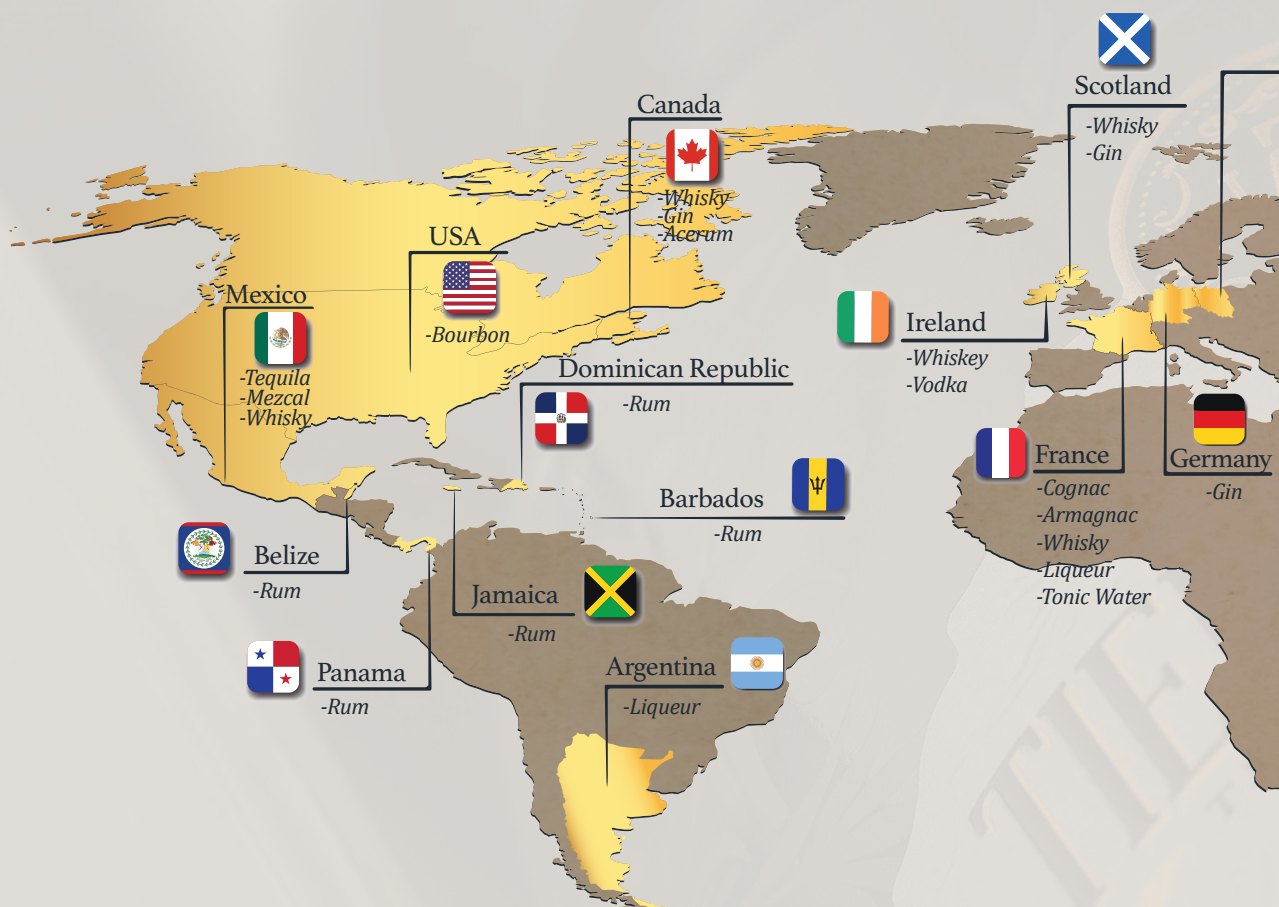 Scotland
-Whisky
-Gin
Canada
-Whisky
-Gin
-Acerum
USA
-Bourbon
Mexico
-Tequila
-Mezcal
-Whisky
Ireland
-Whiskey
-Vodka
Dominican Republic
-Rum
France
-Cognac
-Armagnac
-Whisky
-Liqueur
-Tonic Water
Germany
-Gin
Barbados
-Rum
Belize
-Rum
Jamaica
-Rum
Panama
-Rum
Argentina
-Liqueur
TIE
T